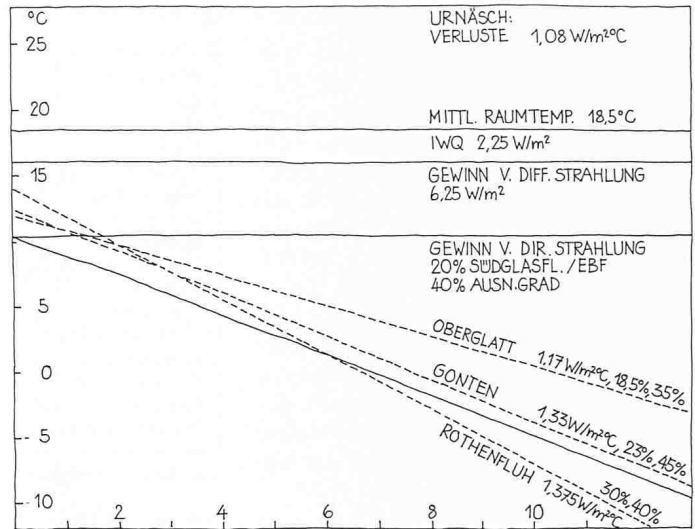 °C
25
20
15
5
0
-5
-10
2
4
6
8
10
12
URNÄSCH:
VERLUSTE 1,08 W/m²°C
MITTL. RAUMTEMP. 18,5°C
IWQ 2,25 W/m²
GEWINN V. DIFF. STRAHLUNG
6,25 W/m²
GEWINN V. DIR. STRAHLUNG
20% SÜDGLASFL./EBF
40% AUSN.GRAD
OBERGLATT 1,17 W/m²°C, 18,5%, 35%
GONTEN 1,33 W/m²°C, 23%, 45%
ROTHENFLUH 1,375 W/m²°C
30%, 40%